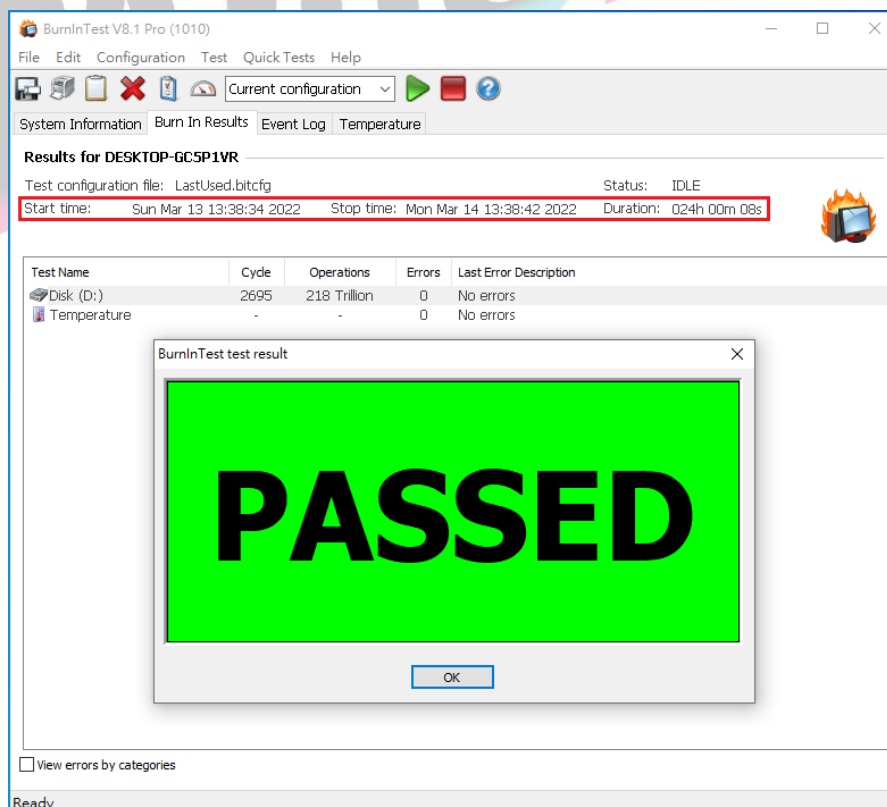 BurnInTest V8.1 Pro (1010)
File Edit Configuration Test Quick Tests Help
Current configuration
System Information Burn In Results Event Log Temperature
Results for DESKTOP-GC5P1VR
Test configuration file: LastUsed.bitcfg Status: IDLE
Start time: Sun Mar 13 13:38:34 2022 Stop time: Mon Mar 14 13:38:42 2022 Duration: 024h 00m 08s
Test Name Cycle Operations Errors Last Error Description
Disk (D:) 2695 218 Trillion 0 No errors
Temperature - - 0 No errors
BurnInTest test result
PASSED
OK
View errors by categories
Ready